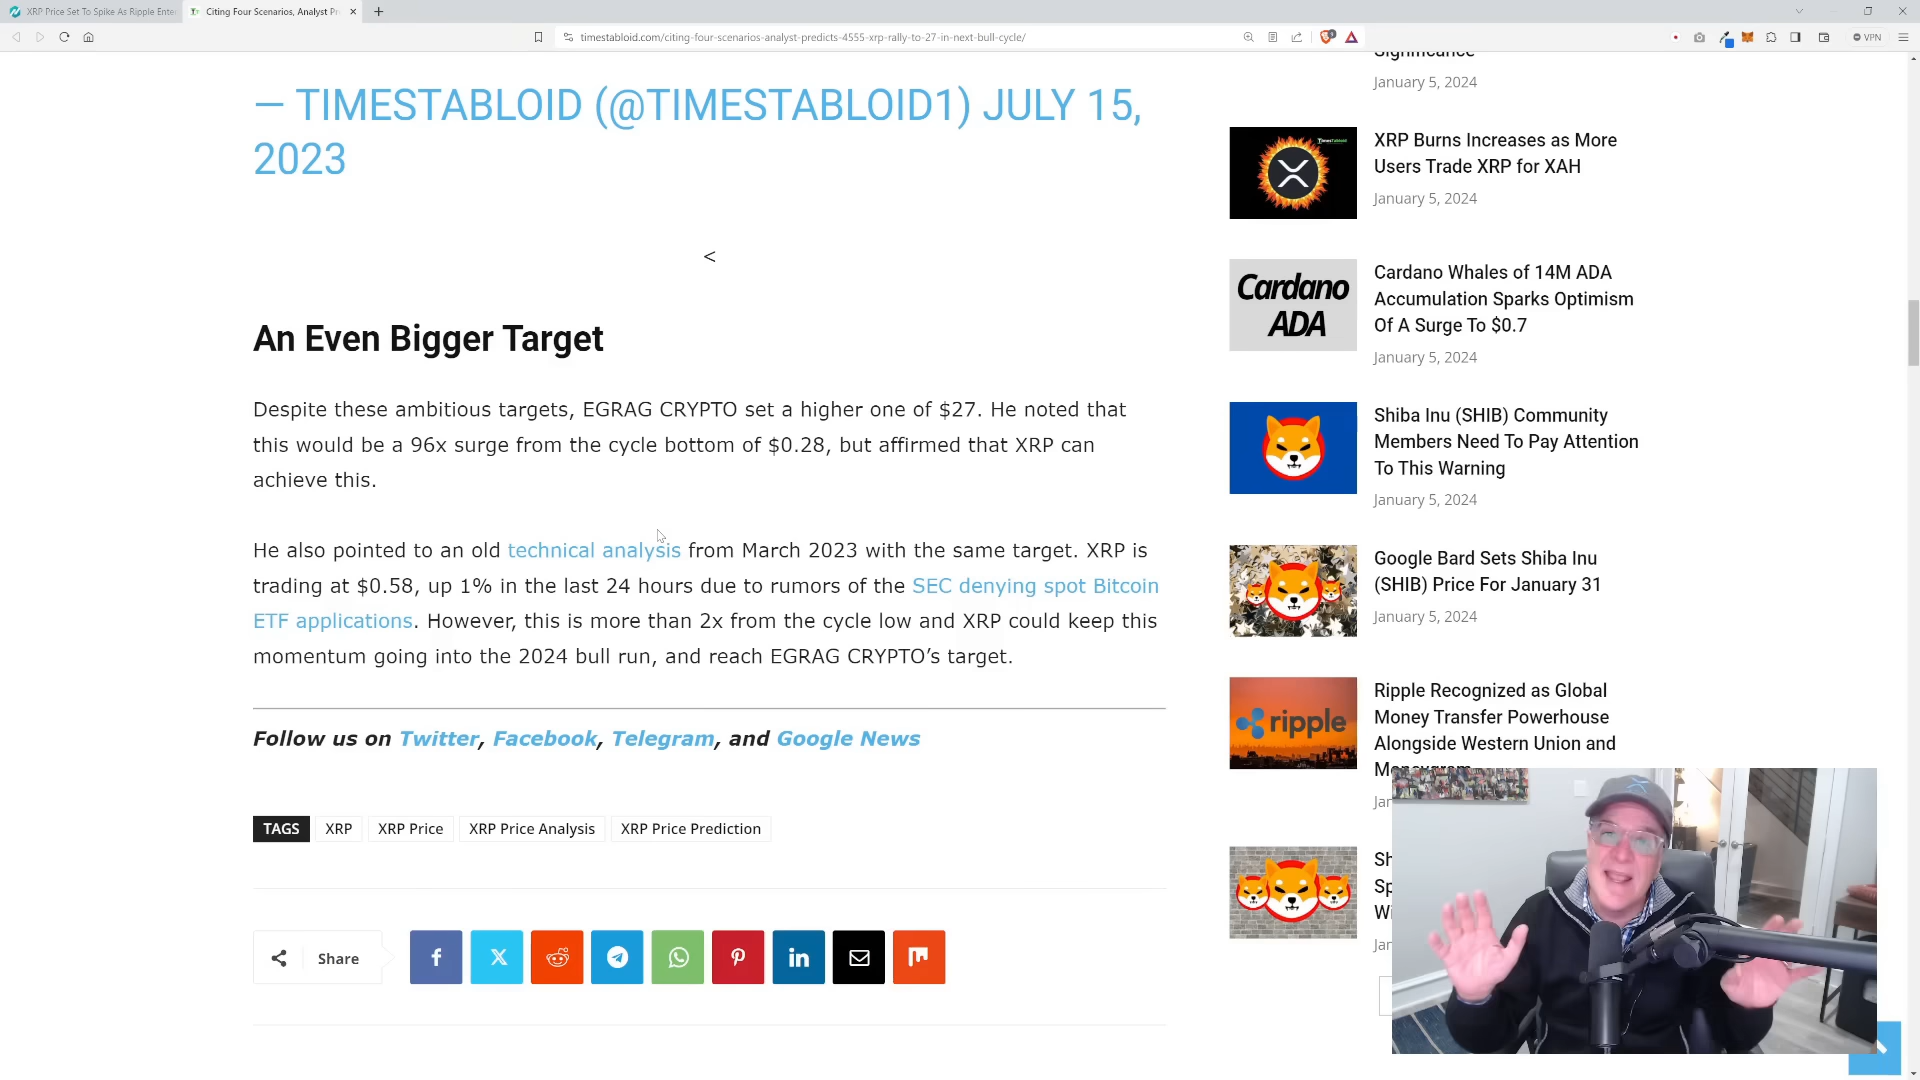 XRP Price Set To Spike As Ripple Enter
Citing Four Scenarios, Analyst Pr
timestabloid.com/citing-four-scenarios-analyst-predicts-4555-xrp-rally-to-27-in-next-bull-cycle/
VPN
— TIMESTABLOID (@TIMESTABLOID1) JULY 15,
2023
<
An Even Bigger Target
Despite these ambitious targets, EGRAG CRYPTO set a higher one of $27. He noted that
this would be a 96x surge from the cycle bottom of $0.28, but affirmed that XRP can
achieve this.
He also pointed to an old technical analysis from March 2023 with the same target. XRP is
trading at $0.58, up 1% in the last 24 hours due to rumors of the SEC denying spot Bitcoin
ETF applications. However, this is more than 2x from the cycle low and XRP could keep this
momentum going into the 2024 bull run, and reach EGRAG CRYPTO’s target.
Follow us on Twitter, Facebook, Telegram, and Google News
TAGS XRP XRP Price XRP Price Analysis XRP Price Prediction
Share
Significance
January 5, 2024
XRP Burns Increases as More
Users Trade XRP for XAH
January 5, 2024
Cardano
ADA
Cardano Whales of 14M ADA
Accumulation Sparks Optimism
Of A Surge To $0.7
January 5, 2024
Shiba Inu (SHIB) Community
Members Need To Pay Attention
To This Warning
January 5, 2024
Google Bard Sets Shiba Inu
(SHIB) Price For January 31
January 5, 2024
ripple
Ripple Recognized as Global
Money Transfer Powerhouse
Alongside Western Union and
Moneygram
Ja
Sh
Sp
Wi
Jar